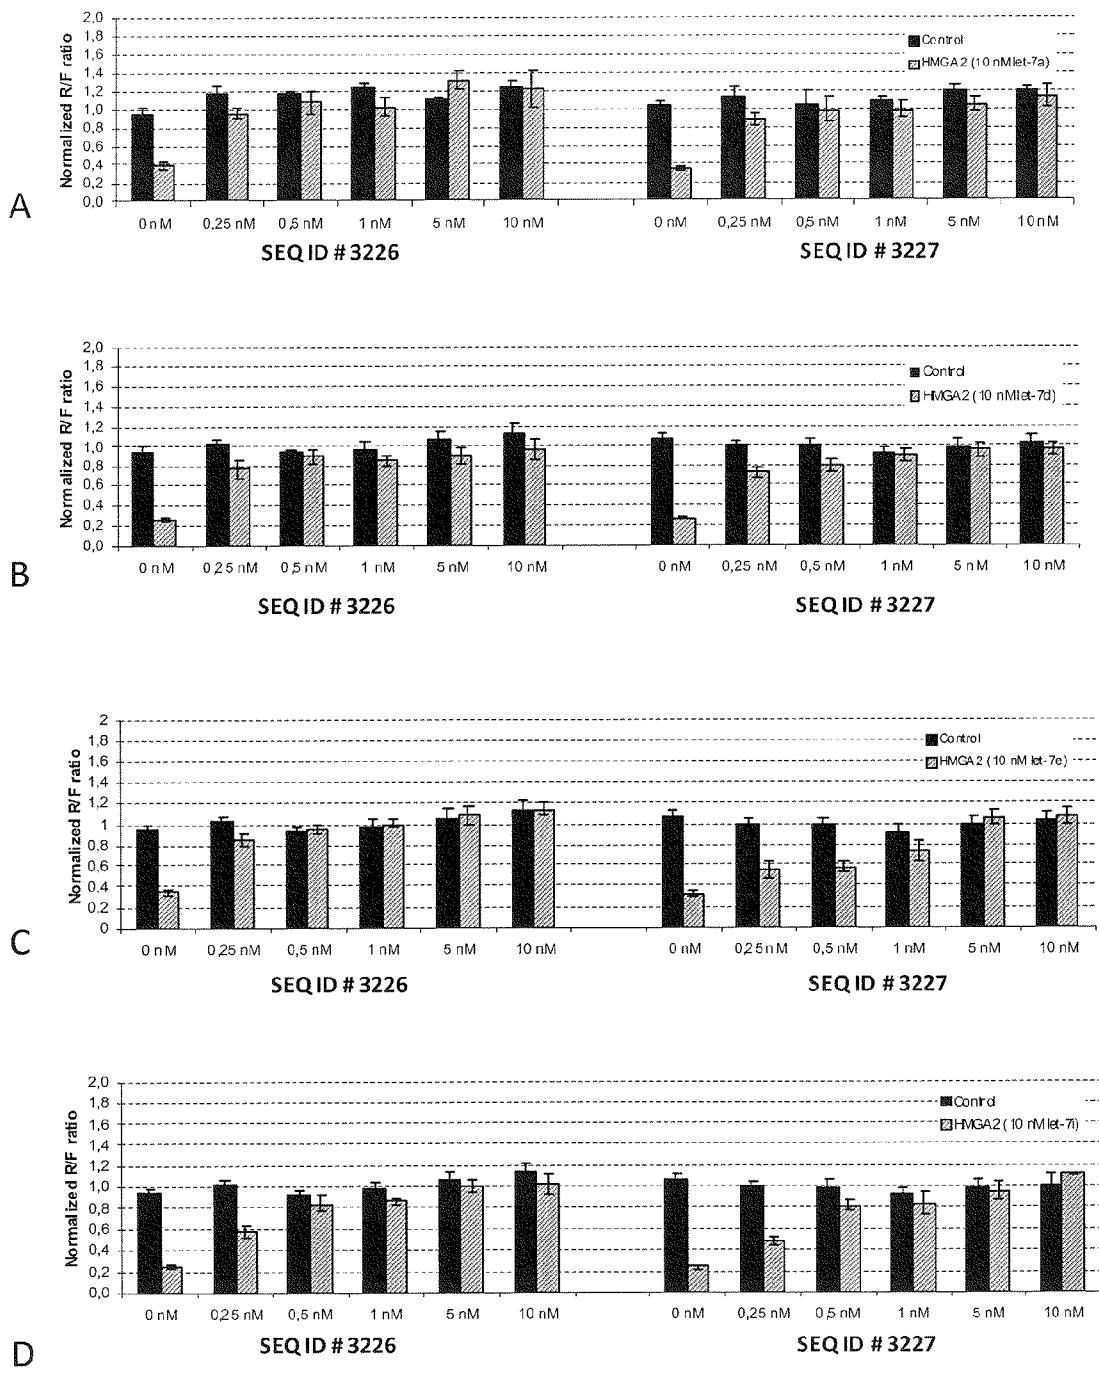 2,0
1,8
1,6
1,4
1,2
1,0
0,8
0,6
0,4
0,2
0,0
Normalized R/F ratio
Control
HMGA2 (10 nM let-7a)
0 nM 0,25 nM 0,5 nM 1 nM 5 nM 10 nM 0 nM 0,25 nM 0,5 nM 1 nM 5 nM 10 nM
SEQ ID # 3226 SEQ ID # 3227
A
2,0
1,8
1,6
1,4
1,2
1,0
0,8
0,6
0,4
0,2
0,0
Normalized R/F ratio
Control
HMGA2 (10 nM let-7d)
0 nM 0,25 nM 0,5 nM 1 nM 5 nM 10 nM 0 nM 0,25 nM 0,5 nM 1 nM 5 nM 10 nM
SEQ ID # 3226 SEQ ID # 3227
B
2
1,8
1,6
1,4
1,2
1
0,8
0,6
0,4
0,2
0
Normalized R/F ratio
Control
HMGA2 (10 nM let-7e)
0 nM 0,25 nM 0,5 nM 1 nM 5 nM 10 nM 0 nM 0,25 nM 0,5 nM 1 nM 5 nM 10 nM
SEQ ID # 3226 SEQ ID # 3227
C
2,0
1,8
1,6
1,4
1,2
1,0
0,8
0,6
0,4
0,2
0,0
Normalized R/F ratio
Control
HMGA2 (10 nM let-7i)
0 nM 0,25 nM 0,5 nM 1 nM 5 nM 10 nM 0 nM 0,25 nM 0,5 nM 1 nM 5 nM 10 nM
SEQ ID # 3226 SEQ ID # 3227
D